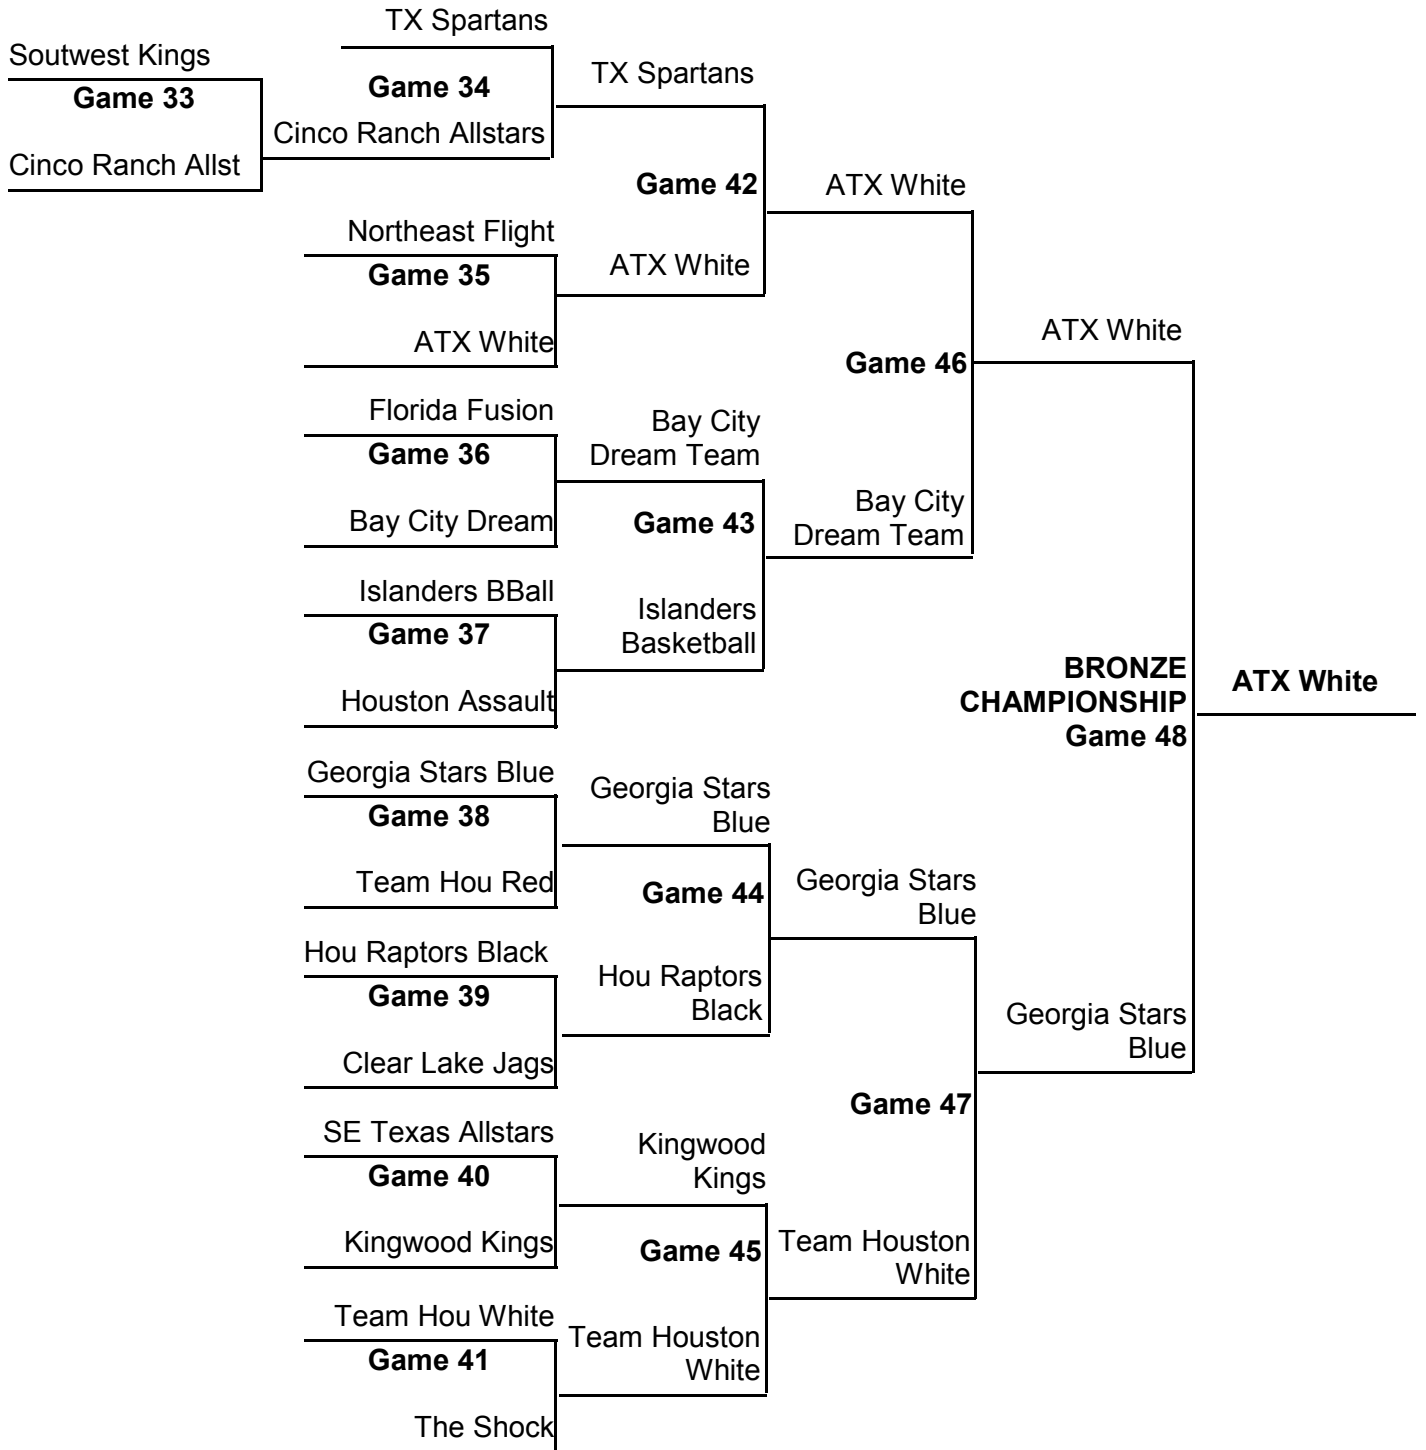 TX Spartans
Soutwest Kings
Game 33
Cinco Ranch Allst
Game 34
Cinco Ranch Allstars
TX Spartans
Game 42
ATX White
Northeast Flight
Game 35
ATX White
ATX White
Game 46
ATX White
Florida Fusion
Game 36
Bay City Dream
Bay City
Dream Team
Game 43
Bay City
Dream Team
Islanders BBall
Game 37
Houston Assault
Islanders
Basketball
BRONZE
CHAMPIONSHIP
Game 48
ATX White
Georgia Stars Blue
Game 38
Team Hou Red
Georgia Stars
Blue
Game 44
Georgia Stars
Blue
Hou Raptors Black
Game 39
Clear Lake Jags
Hou Raptors
Black
Georgia Stars
Blue
Game 47
SE Texas Allstars
Game 40
Kingwood Kings
Kingwood
Kings
Game 45
Team Houston
White
Team Hou White
Game 41
The Shock
Team Houston
White